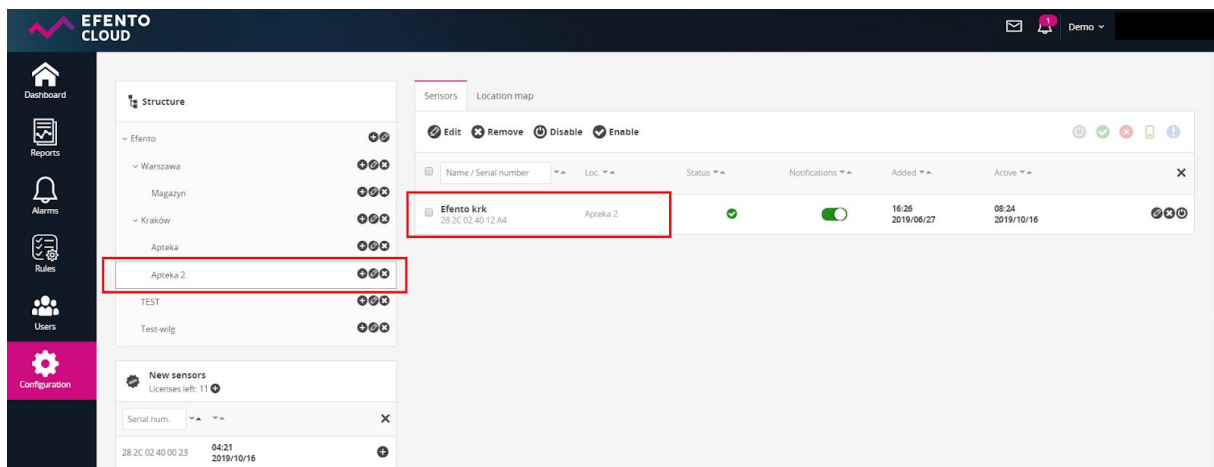 EFENTO
CLOUD
1
Demo
Dashboard
Reports
Alarms
Rules
Users
Configuration
Structure
Efento
Warszawa
Magazyn
Kraków
Apteka
Apteka 2
TEST
Test-wilg
New sensors
Licenses left: 11
Serial num.
28 2C 02 40 00 23
04:21
2019/10/16
Sensors Location map
Edit Remove Disable Enable
Name / Serial number Loc. Status Notifications Added Active
Efento krk
28 2C 02 40 12 A4
Apteka 2
16:26
2019/06/27
08:24
2019/10/16